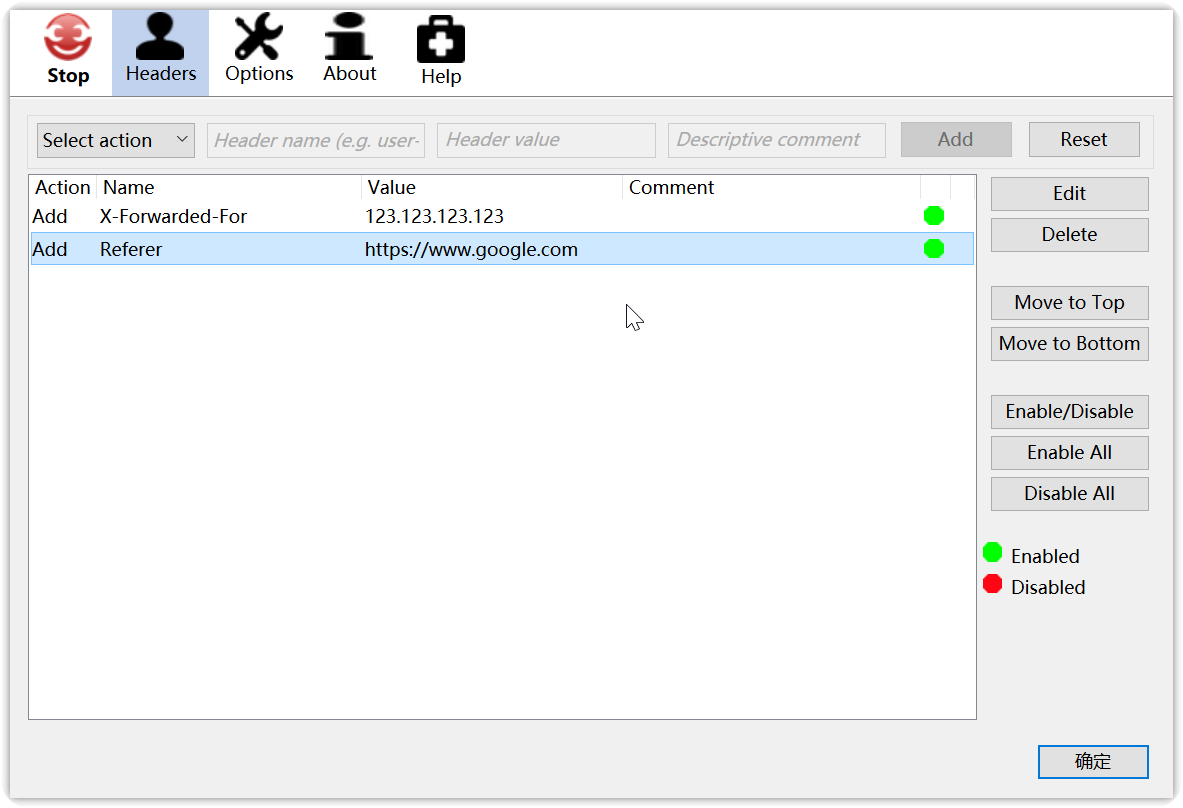 Stop Headers Options About Help
Select action Header name (e.g. user- Header value Descriptive comment Add Reset
Action Name Value Comment
Add X-Forwarded-For 123.123.123.123
Add Referer https://www.google.com
Edit
Delete
Move to Top
Move to Bottom
Enable/Disable
Enable All
Disable All
Enabled
Disabled
确定